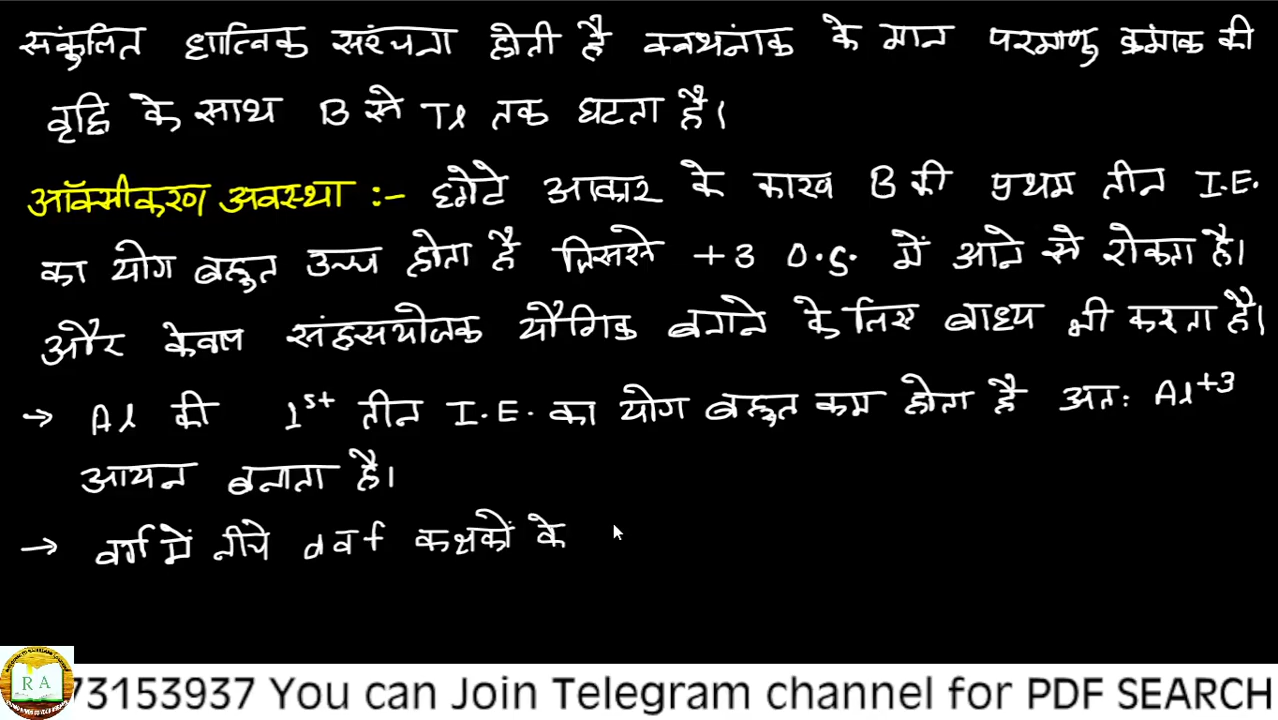 संकुलित धात्विक संरचना होती है क्वथनांक के मान परमाणु क्रमांक की
वृद्धि के साथ B से Tl तक घटता है।
ऑक्सीकरण अवस्था :- छोटे आकार के कारण B की प्रथम तीन I.E.
का योग बहुत उच्च होता है जिससे +3 O.S. में आने से रोकता है।
और केवल संहसयोजक यौगिक बनाने के लिए बाध्य भी करता है।
→ Al की 1st तीन I.E. का योग बहुत कम होता है अतः Al+3
आयन बनाता है।
→ वर्ग में नीचे d व f कक्षकों के
RA
73153937 You can Join Telegram channel for PDF SEARCH